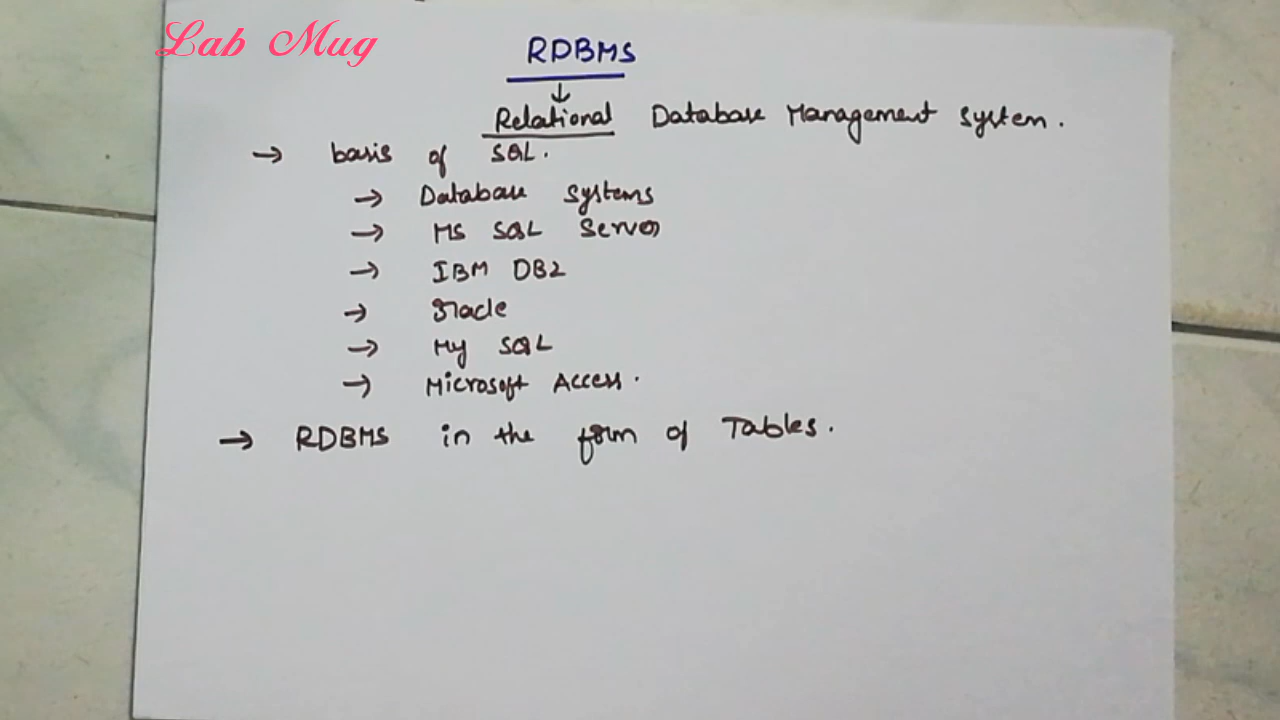 Lab Mug
RDBMS
↓
Relational Database Management System.
→ basis of SQL.
→ Database Systems
→ MS SQL Server
→ IBM DB2
→ Oracle
→ My SQL
→ Microsoft Access.
→ RDBMS in the form of Tables.